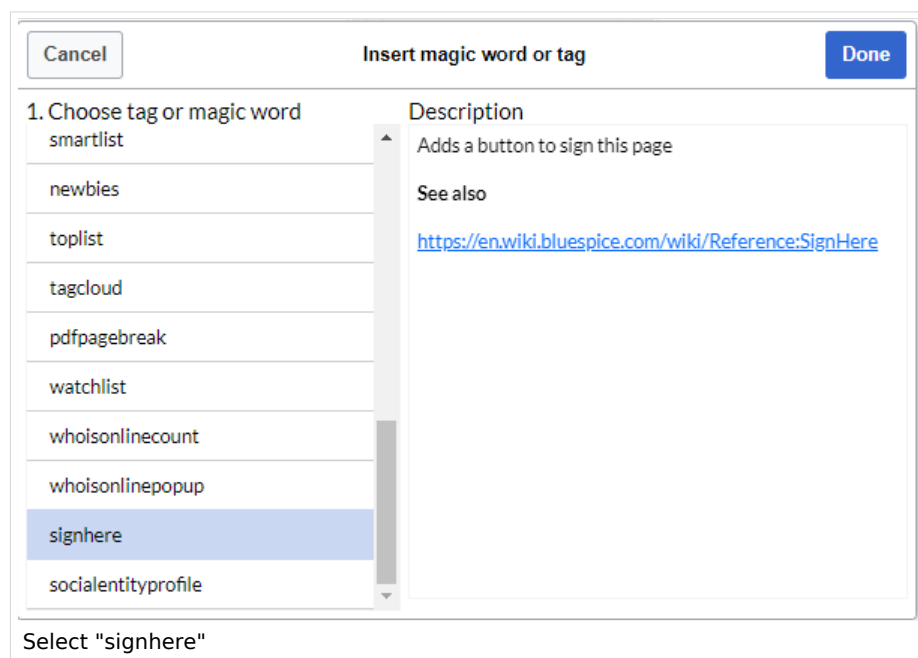 Cancel
Insert magic word or tag
Done
1. Choose tag or magic word
smartlist
newbies
toplist
tagcloud
pdfpagebreak
watchlist
whoisonlinecount
whoisonlinepopup
signhere
socialentityprofile
Description
Adds a button to sign this page
See also
https://en.wiki.bluespice.com/wiki/Reference:SignHere
Select "signhere"